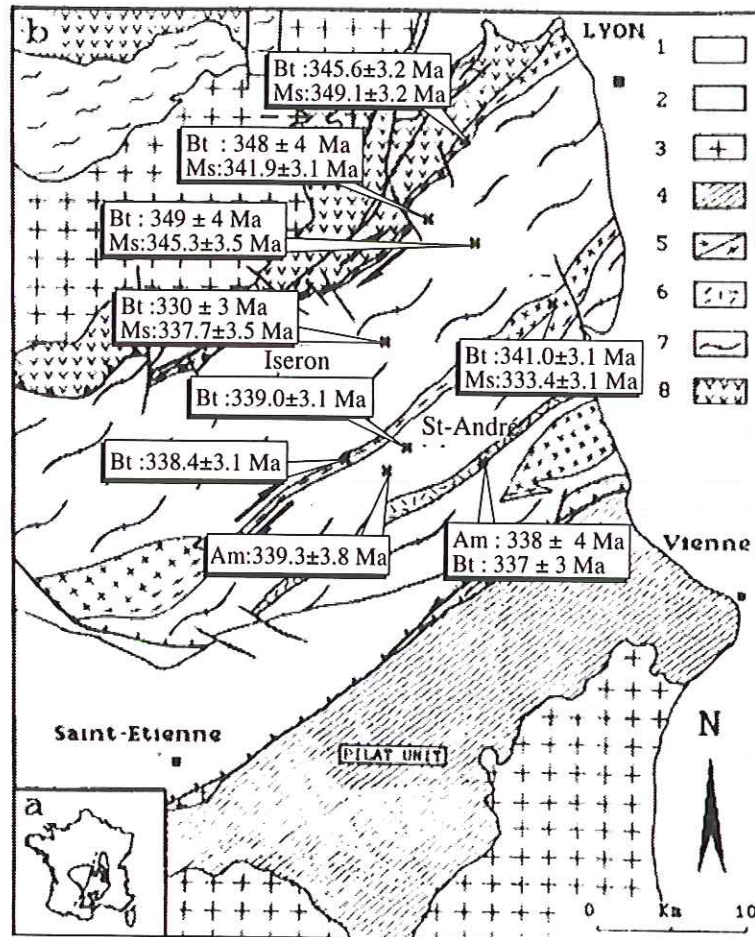 b
LYON
1
2
3
4
5
6
7
8
Bt : 345.6±3.2 Ma
Ms:349.1±3.2 Ma
Bt : 348 ± 4 Ma
Ms:341.9±3.1 Ma
Bt : 349 ± 4 Ma
Ms:345.3±3.5 Ma
Bt : 330 ± 3 Ma
Ms:337.7±3.5 Ma
Iseron
Bt : 341.0±3.1 Ma
Ms:333.4±3.1 Ma
Bt :339.0±3.1 Ma
St-André
Bt :338.4±3.1 Ma
Am:339.3±3.8 Ma
Am : 338 ± 4 Ma
Bt : 337 ± 3 Ma
Vienne
Saint-Etienne
PILAT UNIT
N
a
0 Km 10